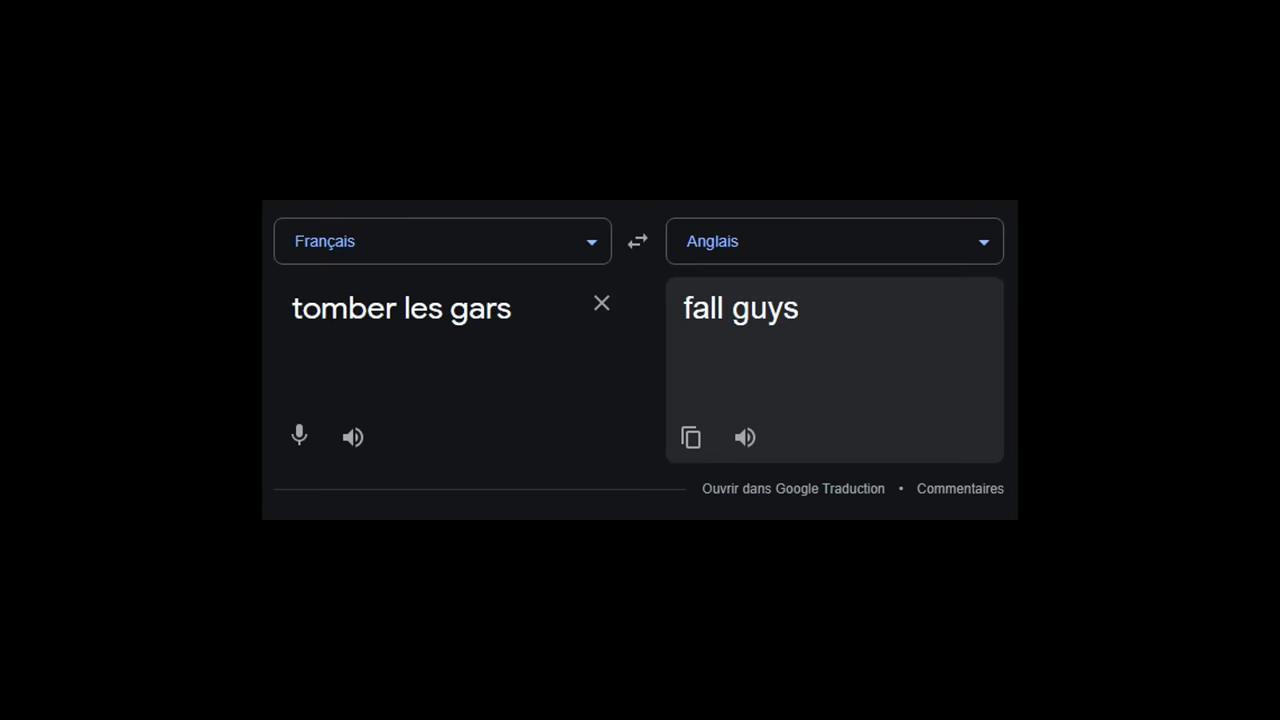 Français
Anglais
tomber les gars
fall guys
Ouvrir dans Google Traduction • Commentaires